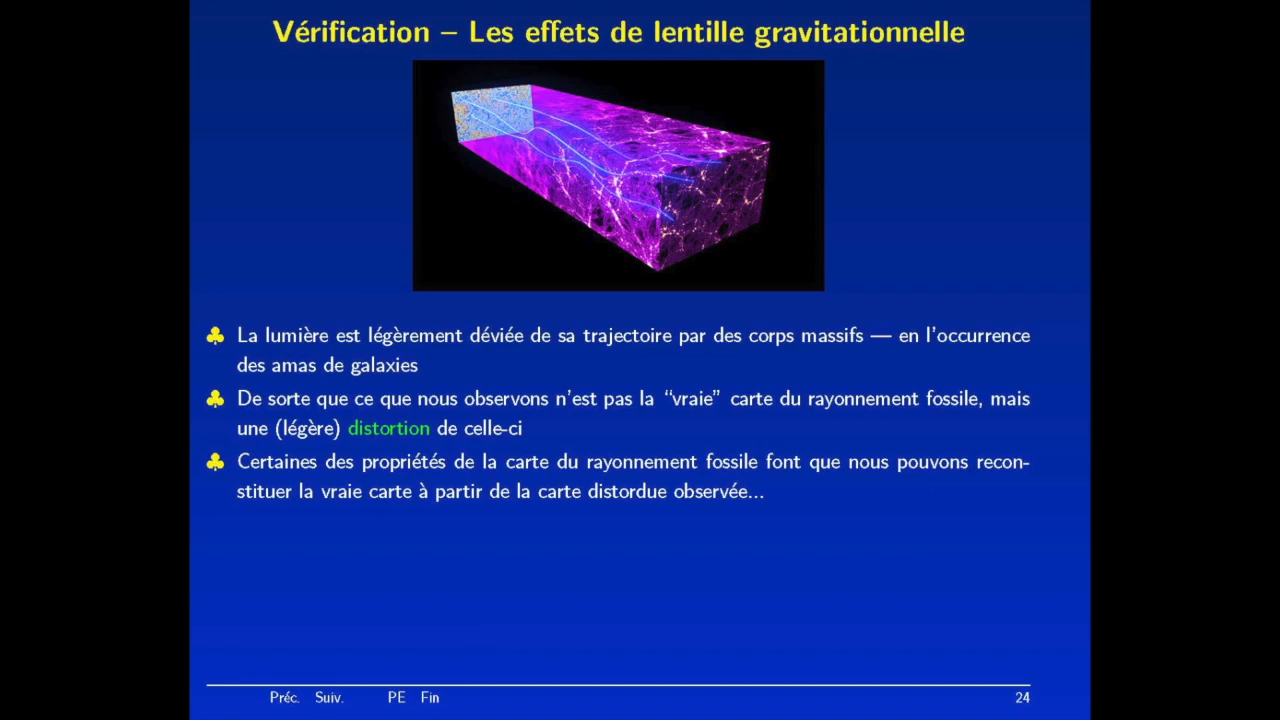 Vérification – Les effets de lentille gravitationnelle
♣ La lumière est légèrement déviée de sa trajectoire par des corps massifs — en l'occurrence
des amas de galaxies
♣ De sorte que ce que nous observons n'est pas la “vraie” carte du rayonnement fossile, mais
une (légère) distortion de celle-ci
♣ Certaines des propriétés de la carte du rayonnement fossile font que nous pouvons recon-
stituer la vraie carte à partir de la carte distordue observée...
Préc. Suiv. PE Fin 24